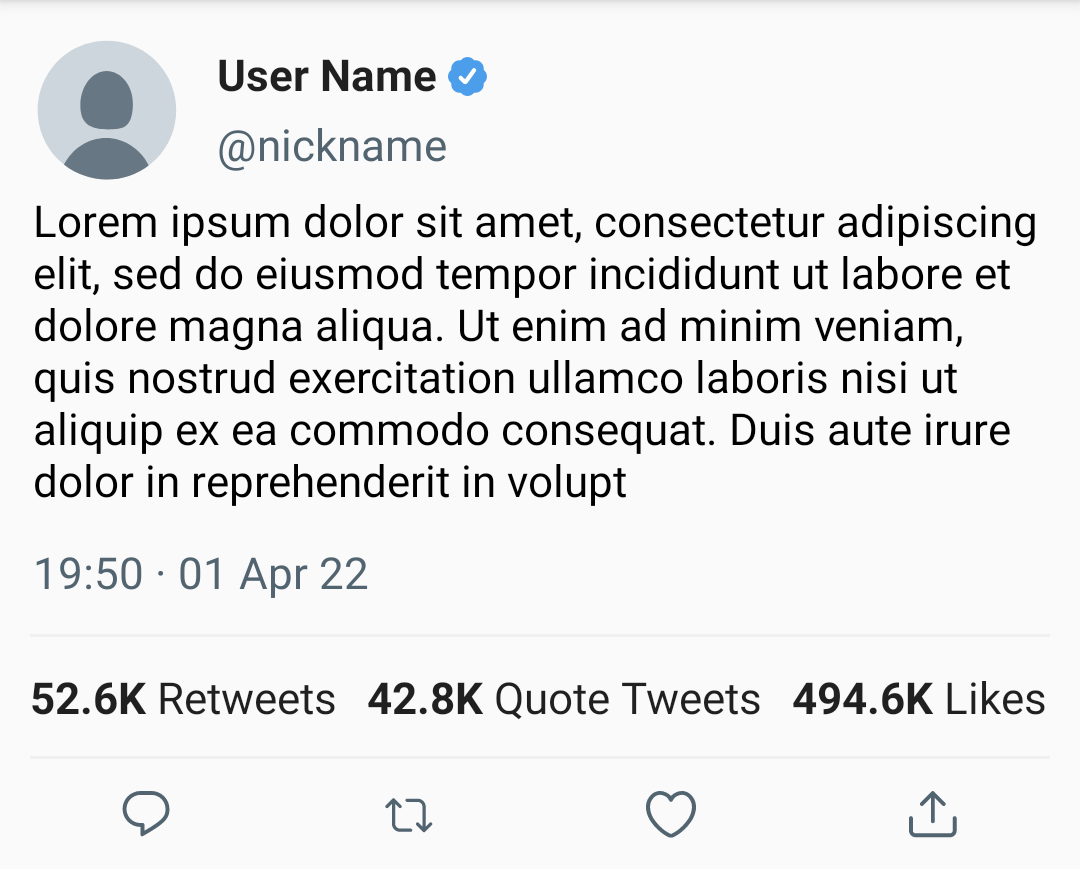 User Name
@nickname
Lorem ipsum dolor sit amet, consectetur adipiscing
elit, sed do eiusmod tempor incididunt ut labore et
dolore magna aliqua. Ut enim ad minim veniam,
quis nostrud exercitation ullamco laboris nisi ut
aliquip ex ea commodo consequat. Duis aute irure
dolor in reprehenderit in volupt
19:50 · 01 Apr 22
52.6K Retweets 42.8K Quote Tweets 494.6K Likes